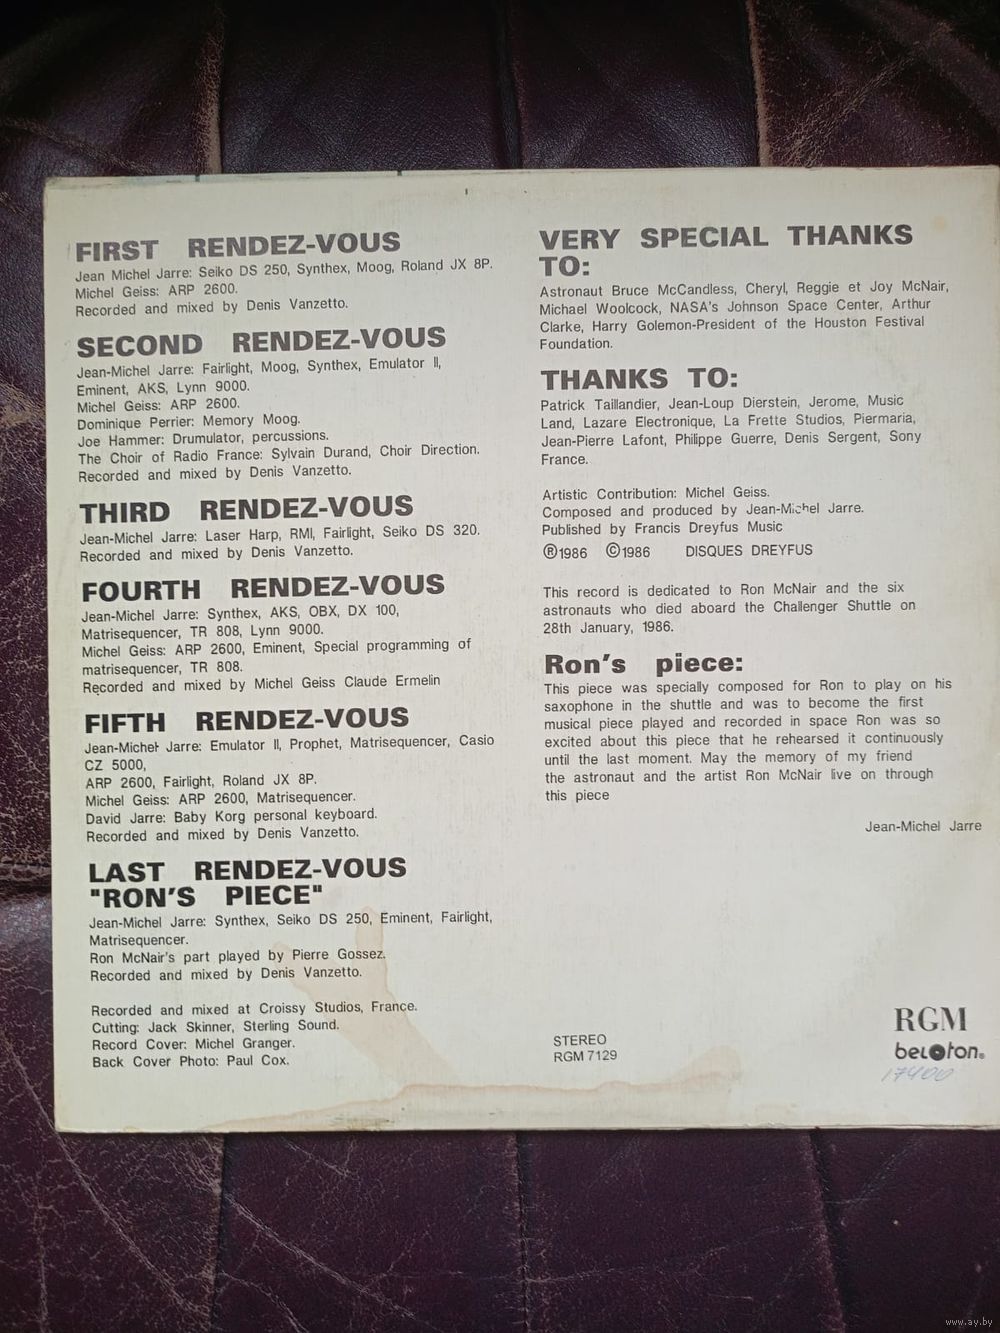 FIRST RENDEZ-VOUS
Jean Michel Jarre: Seiko DS 250, Synthex, Moog, Roland JX 8P.
Michel Geiss: ARP 2600.
Recorded and mixed by Denis Vanzetto.
SECOND RENDEZ-VOUS
Jean-Michel Jarre: Fairlight, Moog, Synthex, Emulator II,
Eminent, AKS, Lynn 9000.
Michel Geiss: ARP 2600.
Dominique Perrier: Memory Moog.
Joe Hammer: Drumulator, percussions.
The Choir of Radio France: Sylvain Durand, Choir Direction.
Recorded and mixed by Denis Vanzetto.
THIRD RENDEZ-VOUS
Jean-Michel Jarre: Laser Harp, RMI, Fairlight, Seiko DS 320.
Recorded and mixed by Denis Vanzetto.
FOURTH RENDEZ-VOUS
Jean-Michel Jarre: Synthex, AKS, OBX, DX 100,
Matrisequencer, TR 808, Lynn 9000.
Michel Geiss: ARP 2600, Eminent, Special programming of
matrisequencer, TR 808.
Recorded and mixed by Michel Geiss Claude Ermelin
FIFTH RENDEZ-VOUS
Jean-Michel Jarre: Emulator II, Prophet, Matrisequencer, Casio
CZ 5000,
ARP 2600, Fairlight, Roland JX 8P.
Michel Geiss: ARP 2600, Matrisequencer.
David Jarre: Baby Korg personal keyboard.
Recorded and mixed by Denis Vanzetto.
LAST RENDEZ-VOUS
"RON'S PIECE"
Jean-Michel Jarre: Synthex, Seiko DS 250, Eminent, Fairlight,
Matrisequencer.
Ron McNair's part played by Pierre Gossez.
Recorded and mixed by Denis Vanzetto.
Recorded and mixed at Croissy Studios, France.
Cutting: Jack Skinner, Sterling Sound.
Record Cover: Michel Granger.
Back Cover Photo: Paul Cox.
VERY SPECIAL THANKS
TO:
Astronaut Bruce McCandless, Cheryl, Reggie et Joy McNair,
Michael Woolcock, NASA's Johnson Space Center, Arthur
Clarke, Harry Golemon-President of the Houston Festival
Foundation.
THANKS TO:
Patrick Taillandier, Jean-Loup Dierstein, Jerome, Music
Land, Lazare Electronique, La Frette Studios, Piermaria,
Jean-Pierre Lafont, Philippe Guerre, Denis Sergent, Sony
France.
Artistic Contribution: Michel Geiss.
Composed and produced by Jean-Michel Jarre.
Published by Francis Dreyfus Music
®1986 ©1986 DISQUES DREYFUS
This record is dedicated to Ron McNair and the six
astronauts who died aboard the Challenger Shuttle on
28th January, 1986.
Ron's piece:
This piece was specially composed for Ron to play on his
saxophone in the shuttle and was to become the first
musical piece played and recorded in space Ron was so
excited about this piece that he rehearsed it continuously
until the last moment. May the memory of my friend
the astronaut and the artist Ron McNair live on through
this piece
Jean-Michel Jarre
STEREO
RGM 7129
RGM
beloton®
17400
www.ay.by